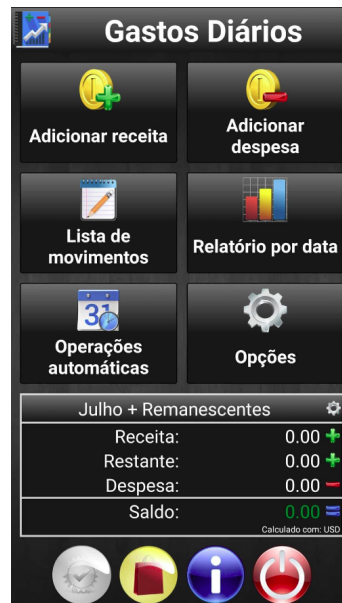 Gastos Diários
Adicionar receita
Adicionar
despesa
Lista de
movimentos
Relatório por data
31
Operações
automáticas
Opções
Julho + Remanescentes
Receita: 0.00
Restante: 0.00
Despesa: 0.00
Saldo: 0.00
Calculado com: USD
i